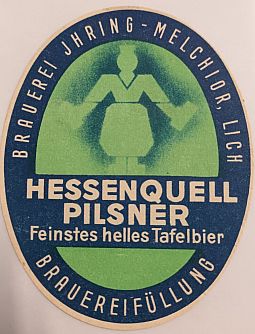 BRAUEREI JHRING-MELCHIOR, LICH
HESSENQUELL
PILSNER
Feinstes helles Tafelbier
BRAUEREIFÜLLUNG